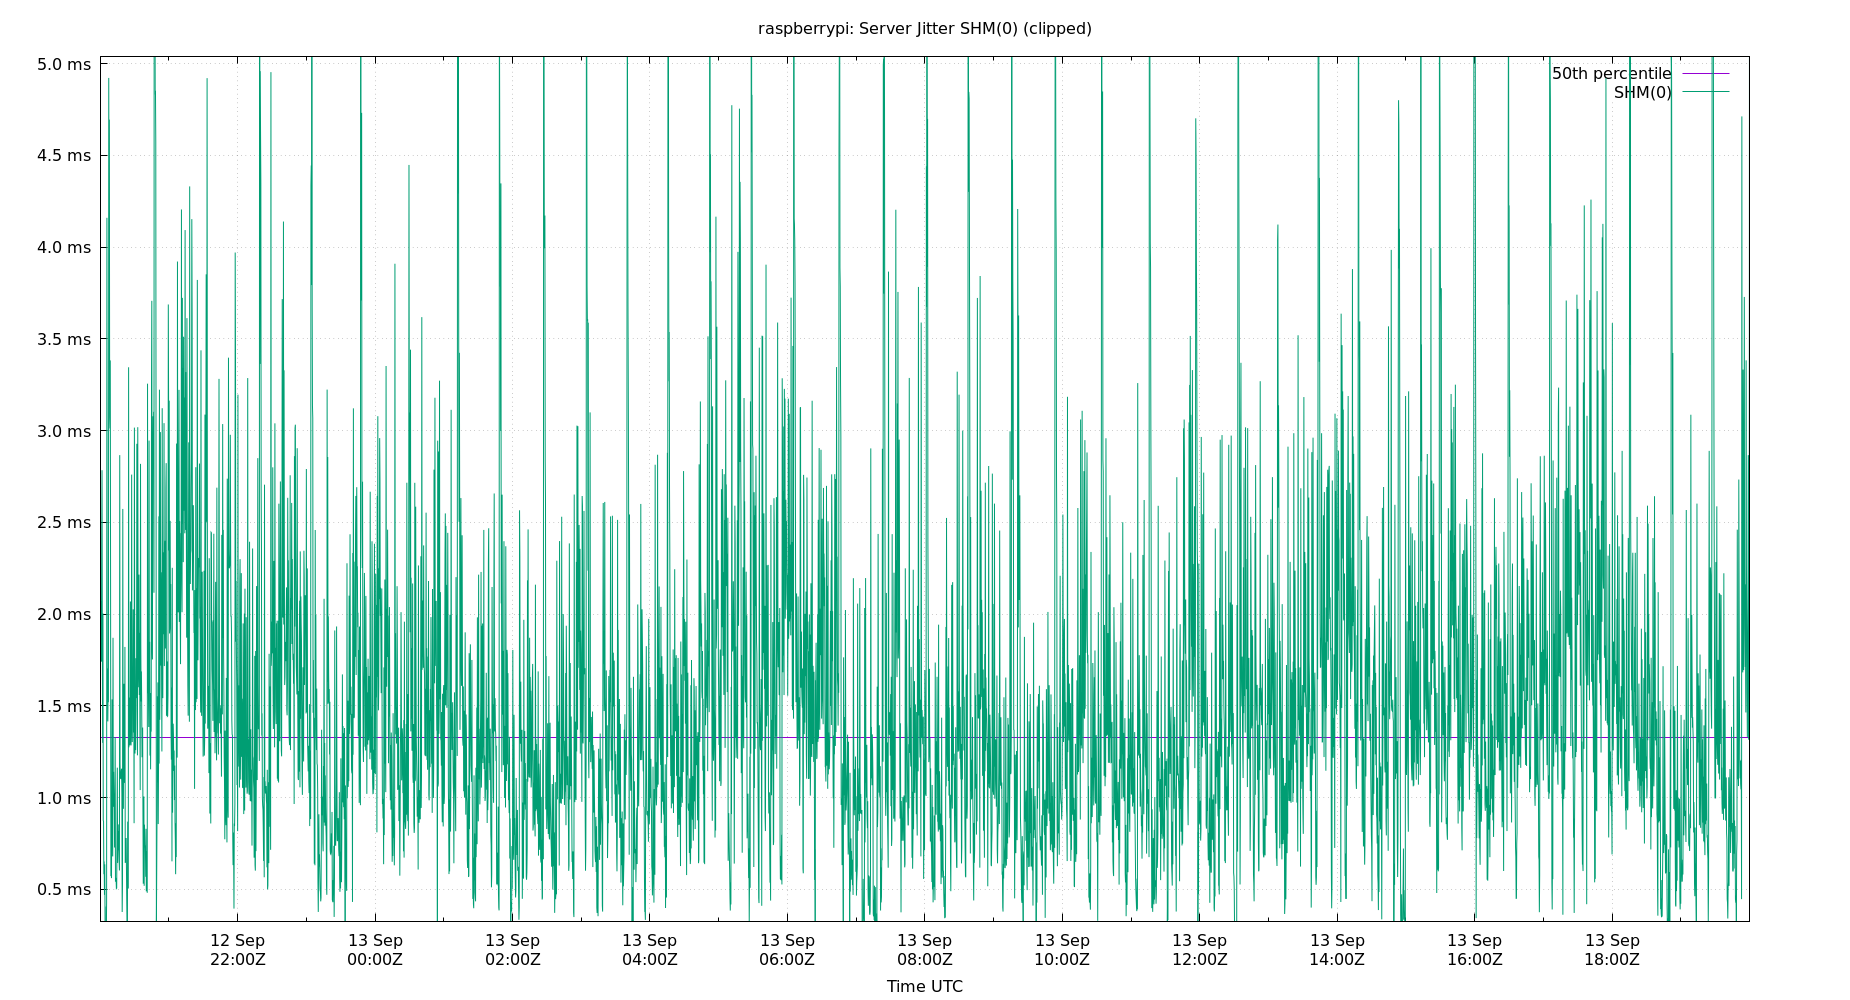 raspberrypi: Server Jitter SHM(0) (clipped)
50th percentile
SHM(0)
5.0 ms
4.5 ms
4.0 ms
3.5 ms
3.0 ms
2.5 ms
2.0 ms
1.5 ms
1.0 ms
0.5 ms
12 Sep 13 Sep 13 Sep 13 Sep 13 Sep 13 Sep 13 Sep 13 Sep 13 Sep 13 Sep 13 Sep
22:00Z 00:00Z 02:00Z 04:00Z 06:00Z 08:00Z 10:00Z 12:00Z 14:00Z 16:00Z 18:00Z
Time UTC